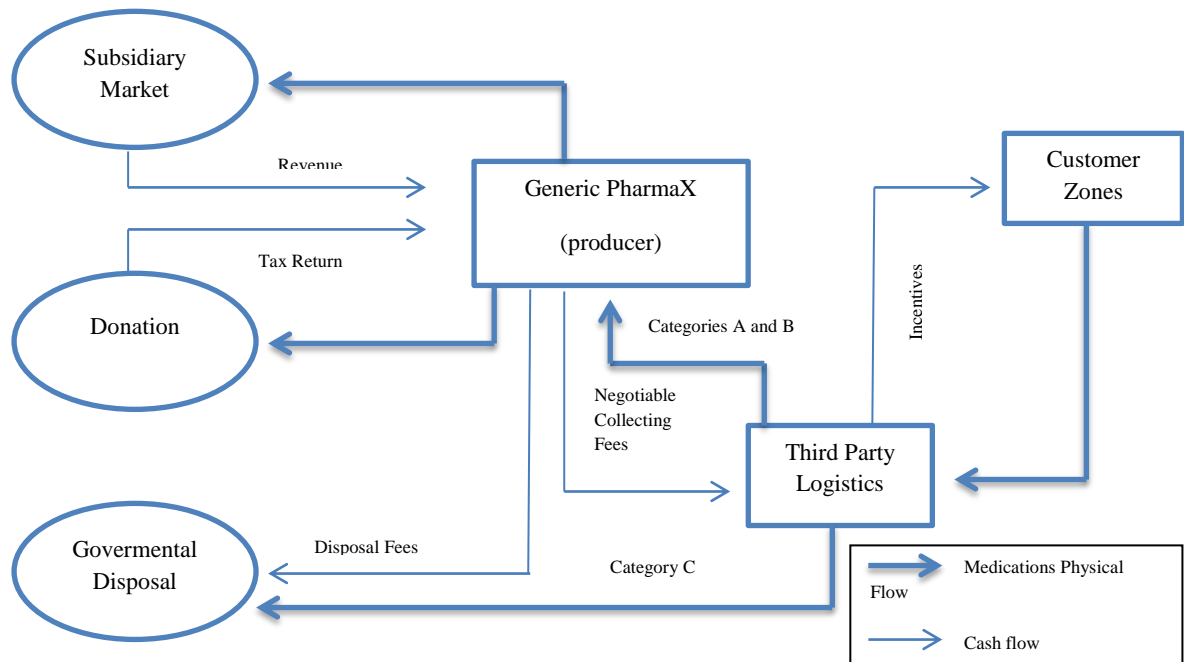 Subsidiary
Market
Revenue
Generic PharmaX
(producer)
Customer
Zones
Tax Return
Donation
Incentives
Categories A and B
Negotiable
Collecting
Fees
Third Party
Logistics
Govermental
Disposal
Disposal Fees
Category C
Medications Physical
Flow
Cash flow